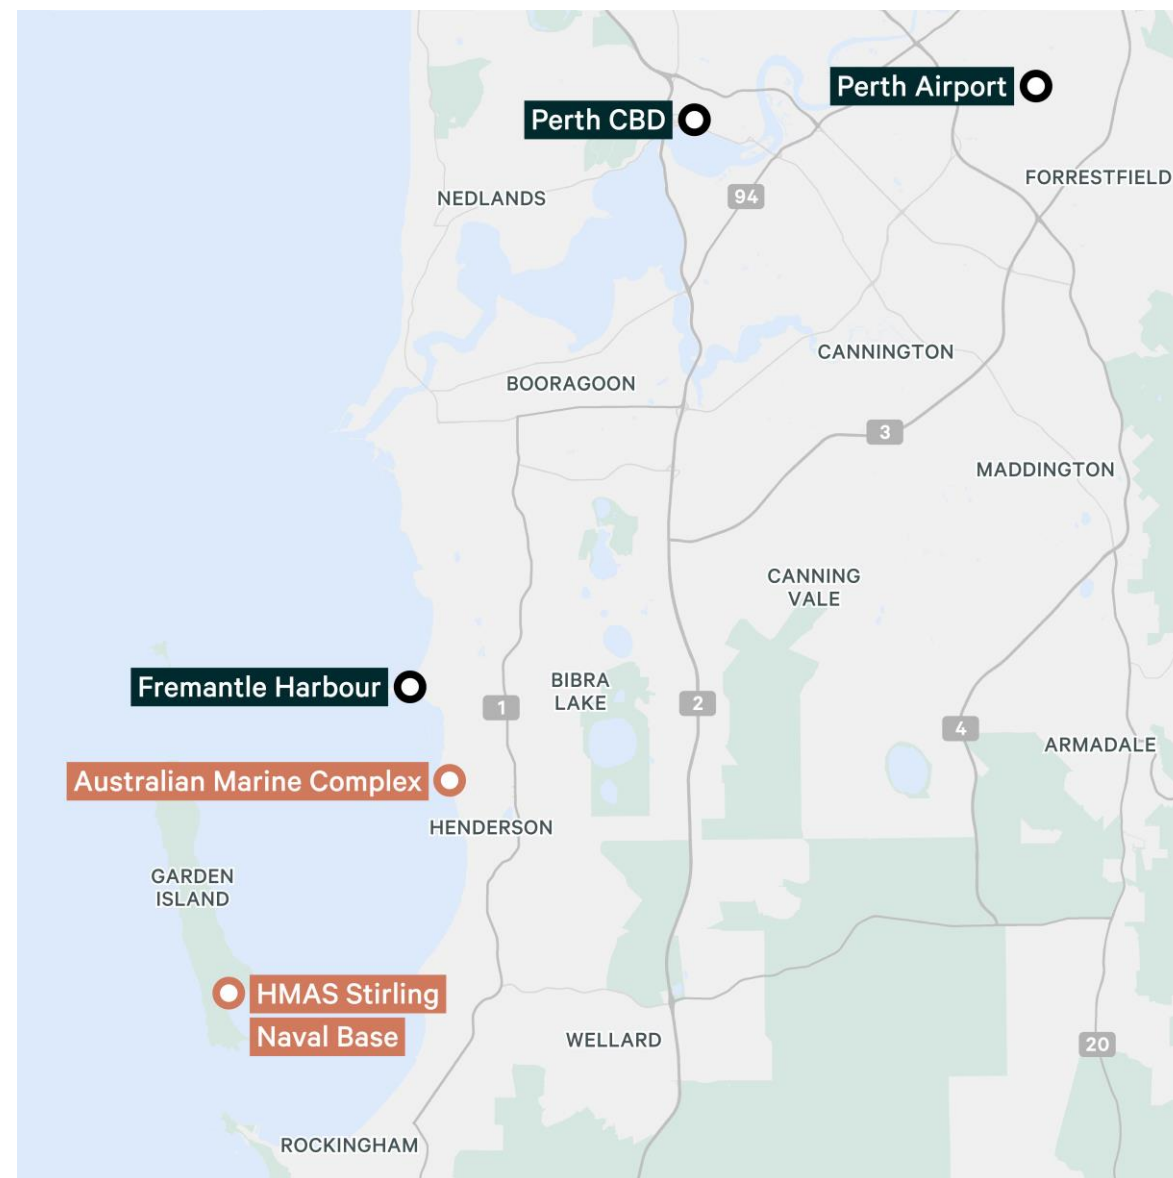 Perth Airport
Perth CBD
FORRESTFIELD
NEDLANDS
94
CANNINGTON
BOORAGOON
3
MADDINGTON
CANNING
VALE
Fremantle Harbour
BIBRA
LAKE
1
2
4
ARMADALE
Australian Marine Complex
HENDERSON
GARDEN
ISLAND
HMAS Stirling
Naval Base
WELLARD
20
ROCKINGHAM